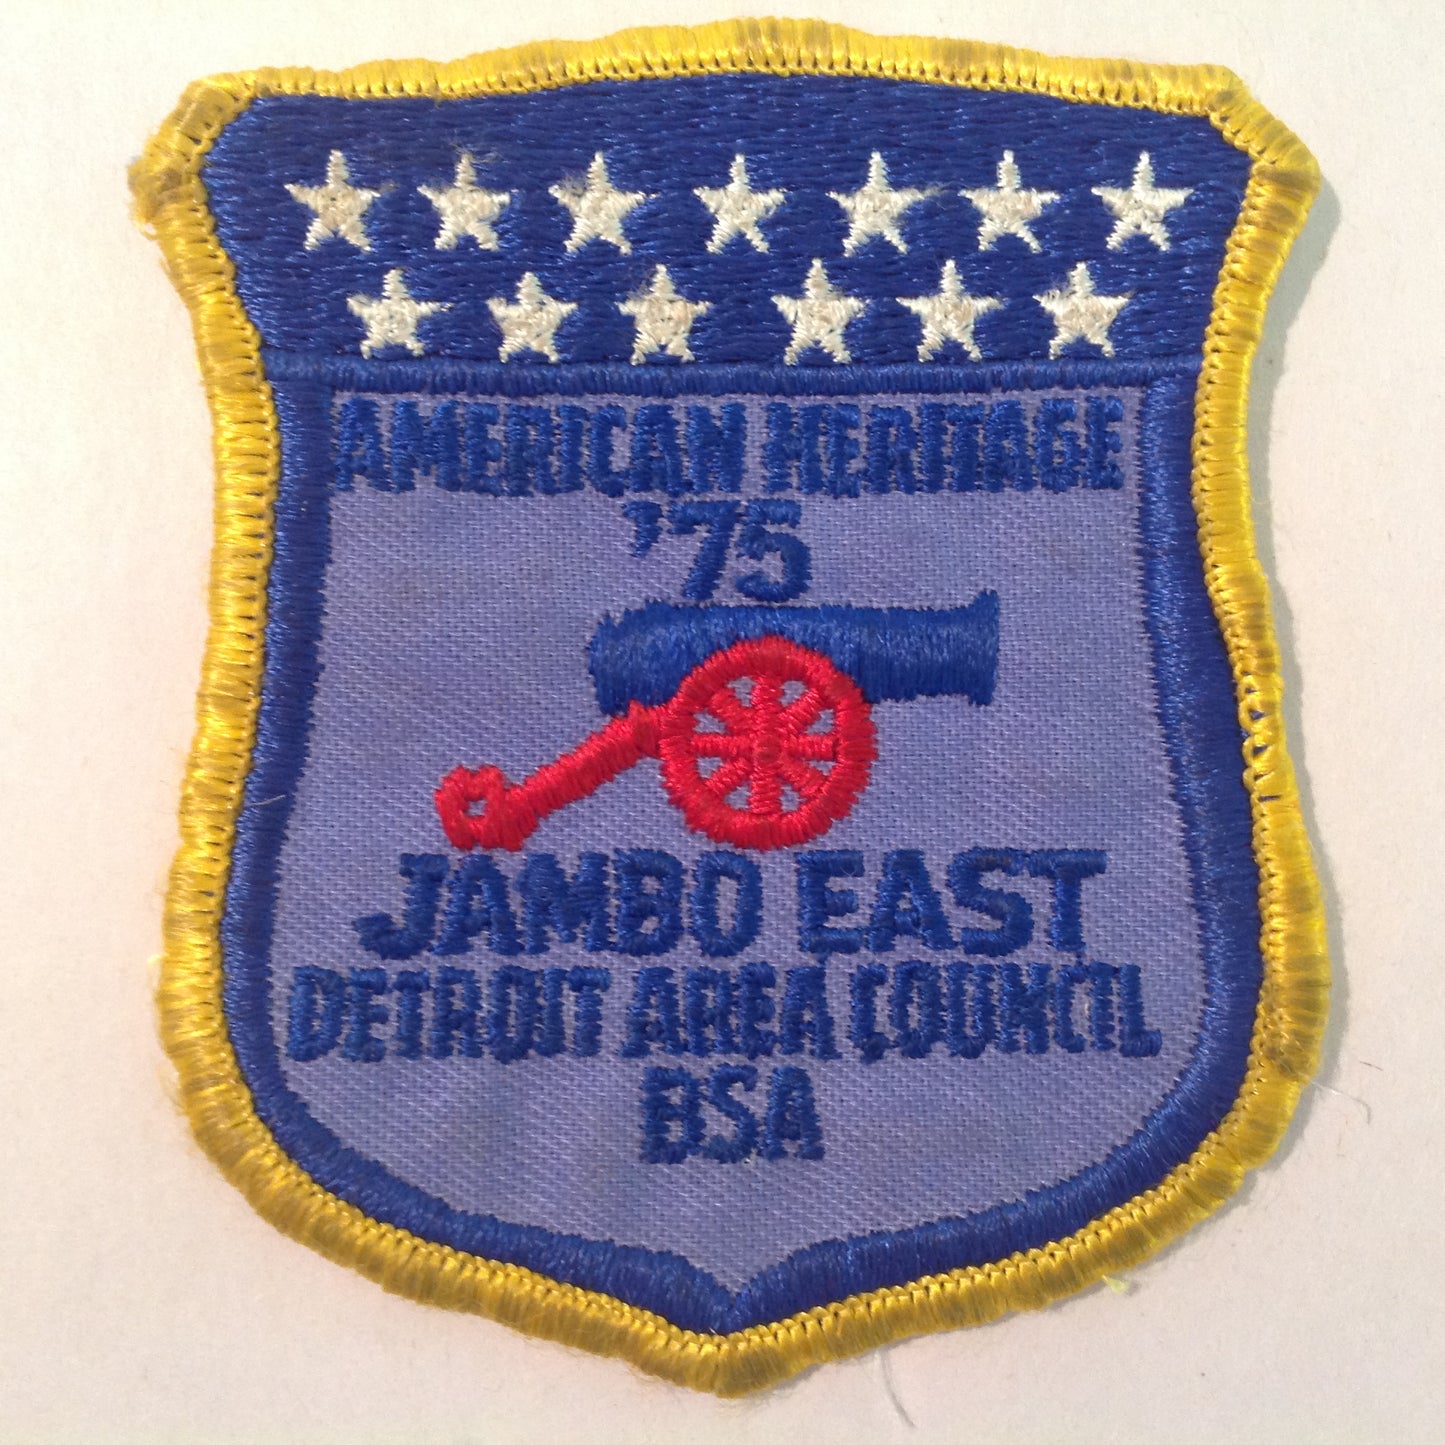 AMERICAN HERITAGE
'75
JAMBO EAST
DETROIT AREA COUNCIL
BSA